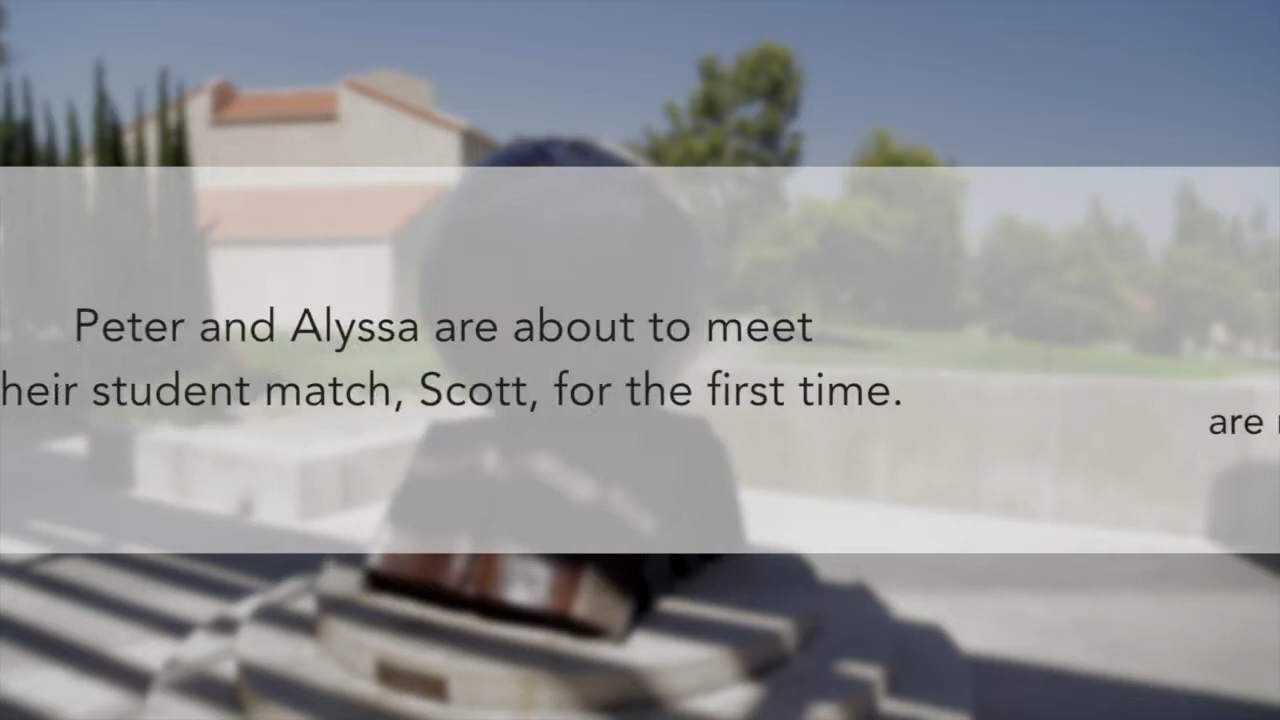 Peter and Alyssa are about to meet
heir student match, Scott, for the first time.
are